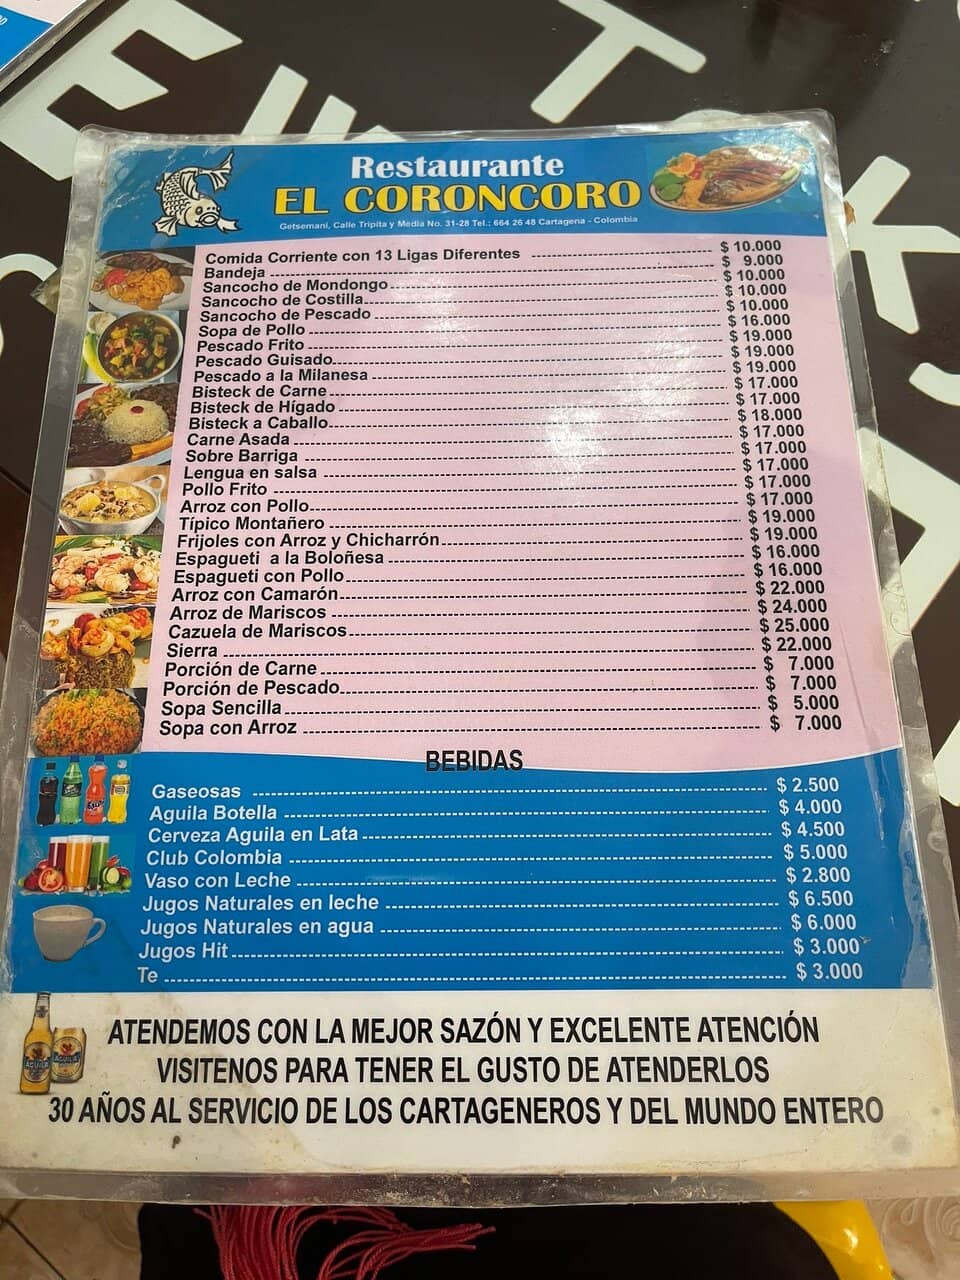 Restaurante
EL CORONCORO
Getsemaní, Calle Tripita y Media No. 31-28 Tel.: 664 26 48 Cartagena - Colombia
Comida Corriente con 13 Ligas Diferentes $ 10.000
Bandeja $ 9.000
Sancocho de Mondongo $ 10.000
Sancocho de Costilla $ 10.000
Sancocho de Pescado $ 10.000
Sopa de Pollo $ 16.000
Pescado Frito $ 19.000
Pescado Guisado $ 19.000
Pescado a la Milanesa $ 19.000
Bisteck de Carne $ 17.000
Bisteck de Hígado $ 17.000
Bisteck a Caballo $ 18.000
Carne Asada $ 17.000
Sobre Barriga $ 17.000
Lengua en salsa $ 17.000
Pollo Frito $ 17.000
Arroz con Pollo $ 17.000
Típico Montañero $ 19.000
Frijoles con Arroz y Chicharrón $ 19.000
Espagueti a la Boloñesa $ 16.000
Espagueti con Pollo $ 16.000
Arroz con Camarón $ 22.000
Arroz de Mariscos $ 24.000
Cazuela de Mariscos $ 25.000
Sierra $ 22.000
Porción de Carne $ 7.000
Porción de Pescado $ 7.000
Sopa Sencilla $ 5.000
Sopa con Arroz $ 7.000
BEBIDAS
Gaseosas $ 2.500
Aguila Botella $ 4.000
Cerveza Aguila en Lata $ 4.500
Club Colombia $ 5.000
Vaso con Leche $ 2.800
Jugos Naturales en leche $ 6.500
Jugos Naturales en agua $ 6.000
Jugos Hit $ 3.000
Te $ 3.000
ATENDEMOS CON LA MEJOR SAZÓN Y EXCELENTE ATENCIÓN
VISITENOS PARA TENER EL GUSTO DE ATENDERLOS
30 AÑOS AL SERVICIO DE LOS CARTAGENEROS Y DEL MUNDO ENTERO